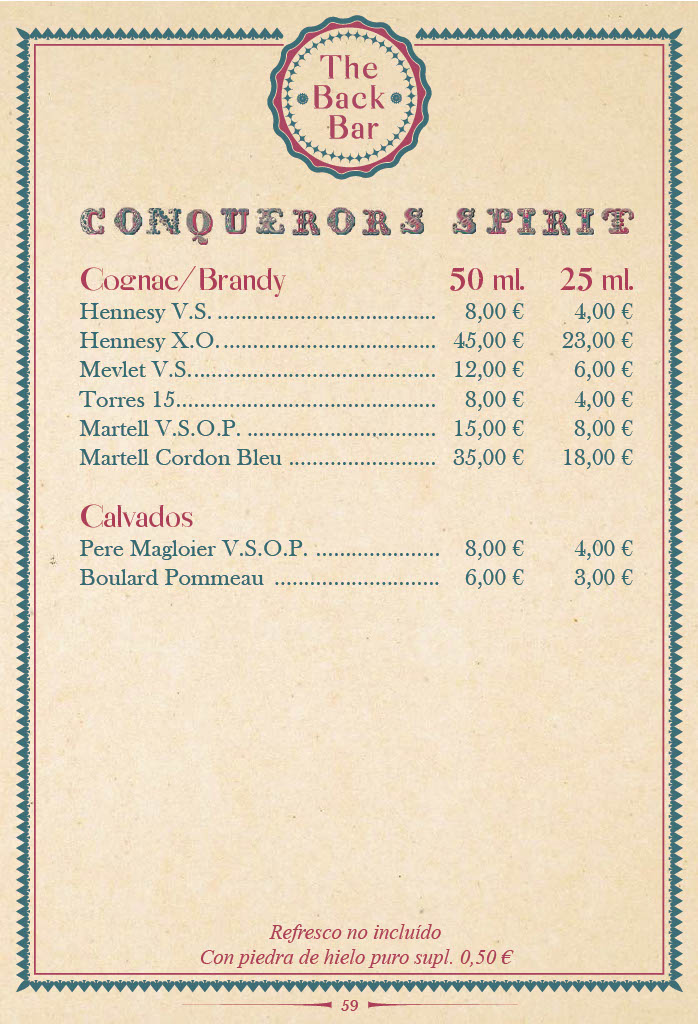 The
Back
Bar
CONQUERORS SPIRIT
Cognac/Brandy 50 ml. 25 ml.
Hennesy V.S. .................................... 8,00 € 4,00 €
Hennesy X.O. .................................... 45,00 € 23,00 €
Mevlet V.S. ......................................... 12,00 € 6,00 €
Torres 15............................................ 8,00 € 4,00 €
Martell V.S.O.P. ................................ 15,00 € 8,00 €
Martell Cordon Bleu ......................... 35,00 € 18,00 €
Calvados
Pere Magloier V.S.O.P. ..................... 8,00 € 4,00 €
Boulard Pommeau ............................ 6,00 € 3,00 €
Refresco no incluído
Con piedra de hielo puro supl. 0,50 €
59